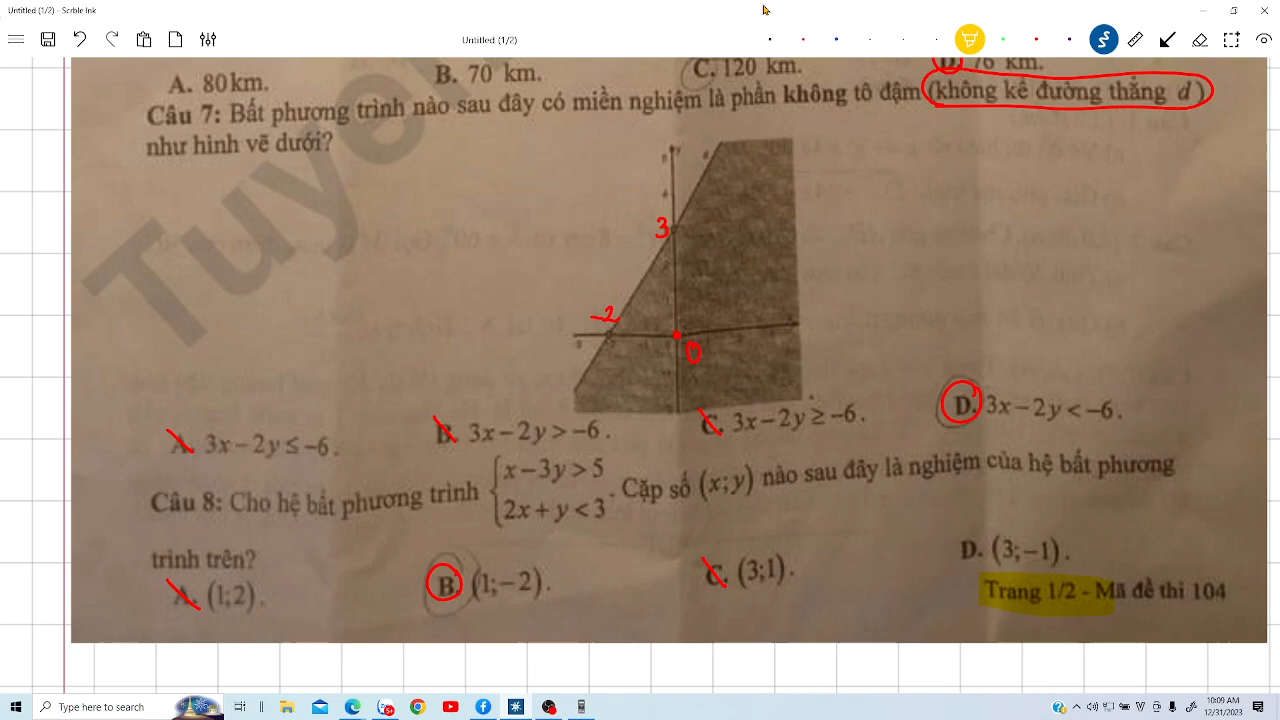 Untitled (1/2) - Scrble Ink
Untitled (1/2)
A. 80 km. B. 70 km. C. 120 km. D. 76 km.
Câu 7: Bất phương trình nào sau đây có miền nghiệm là phần không tô đậm (không kể đường thẳng d)
như hình vẽ dưới?
Tuyen
y
3
-2
0
A. 3x − 2y ≤ −6. B. 3x − 2y > −6. C. 3x − 2y ≥ −6. D. 3x − 2y < −6.
Câu 8: Cho hệ bất phương trình { x − 3y > 5 2x + y < 3 . Cặp số (x; y) nào sau đây là nghiệm của hệ bất phương
trình trên?
A. (1;2). B. (1;−2). C. (3;1). D. (3;−1).
Trang 1/2 - Mã đề thi 104
Type here to search
10:09 AM
12/31/2023